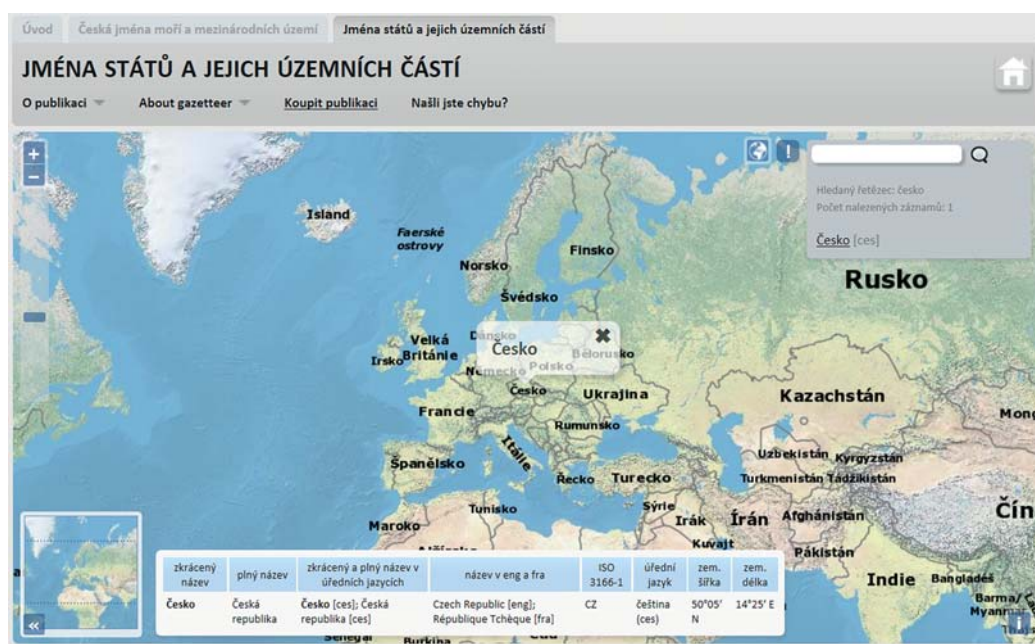 Úvod
Česká jména moří a mezinárodních území
Jména států a jejich územních částí
JMÉNA STÁTŮ A JEJICH ÚZEMNÍCH ČÁSTÍ
O publikaci
About gazetteer
Koupit publikaci
Našli jste chybu?
+
−
!
Hledaný řetězec: česko
Počet nalezených záznamů: 1
Česko [ces]
Island
Faerské
ostrovy
Finsko
Norsko
Rusko
Švédsko
Dánsko
Česko
Velká
Británie
Irsko
Bělorusko
Polsko
Německo
Česko
Ukrajina
Kazachstán
Francie
Rumunsko
Itálie
Uzbekistán
Kyrgyzstán
Španělsko
Řecko
Turecko
Turkmenistán
Tádžikistán
Tunisko
Sýrie
Maroko
Irák
Írán
Afghánistán
Kuvajt
Pákistán
Indie
Bangladéš
Barma/
zkrácený
název
plný název
zkrácený a plný název v
úředních jazycích
název v eng a fra
ISO
3166-1
úřední
jazyk
zem.
šířka
zem.
délka
Česko
Česká
republika
Česko [ces]; Česká
republika [ces]
Czech Republic [eng];
République Tchèque [fra]
CZ
čeština
(ces)
50°05'
N
14°25' E
«
i